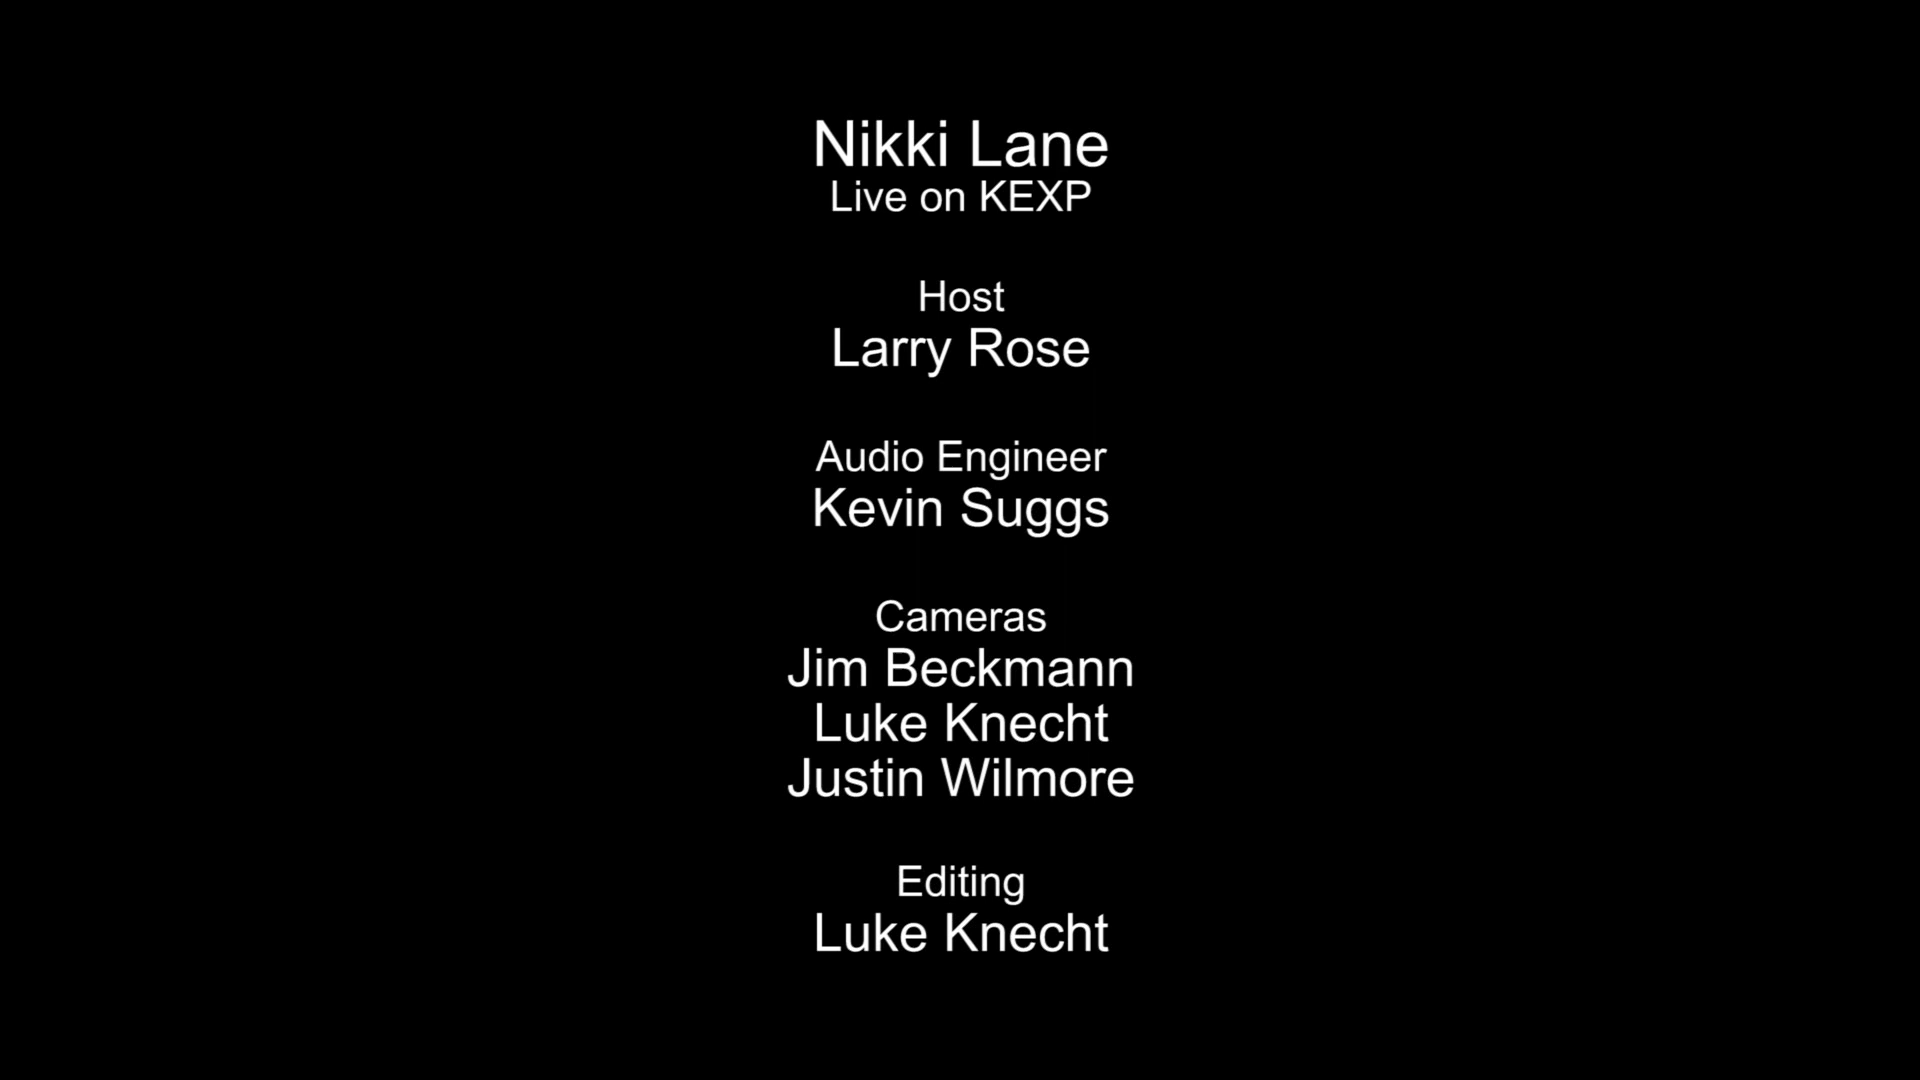 Nikki Lane
Live on KEXP
Host
Larry Rose
Audio Engineer
Kevin Suggs
Cameras
Jim Beckmann
Luke Knecht
Justin Wilmore
Editing
Luke Knecht